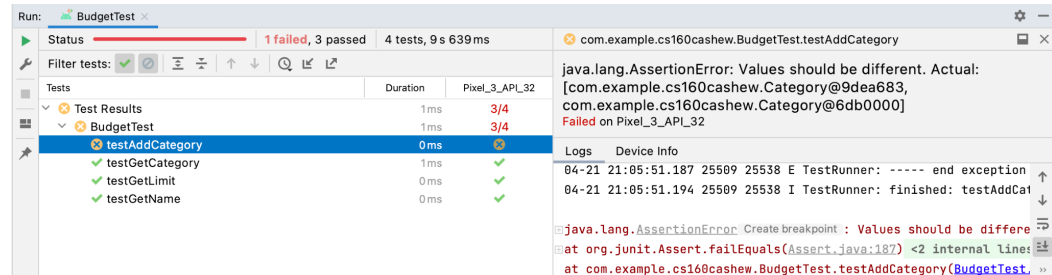 Run: BudgetTest
Status 1 failed, 3 passed 4 tests, 9 s 639 ms
Filter tests:
Tests Duration Pixel_3_API_32
Test Results 1 ms 3/4
BudgetTest 1 ms 3/4
testAddCategory 0 ms
testGetCategory 1 ms
testGetLimit 0 ms
testGetName 0 ms
com.example.cs160cashew.BudgetTest.testAddCategory
java.lang.AssertionError: Values should be different. Actual:
[com.example.cs160cashew.Category@9dea683,
com.example.cs160cashew.Category@6db0000]
Failed on Pixel_3_API_32
Logs Device Info
04-21 21:05:51.187 25509 25538 E TestRunner: ----- end exception
04-21 21:05:51.194 25509 25538 I TestRunner: finished: testAddCat
java.lang.AssertionError Create breakpoint : Values should be differe
at org.junit.Assert.failEquals(Assert.java:187) <2 internal lines
at com.example.cs160cashew.BudgetTest.testAddCategory(BudgetTest.